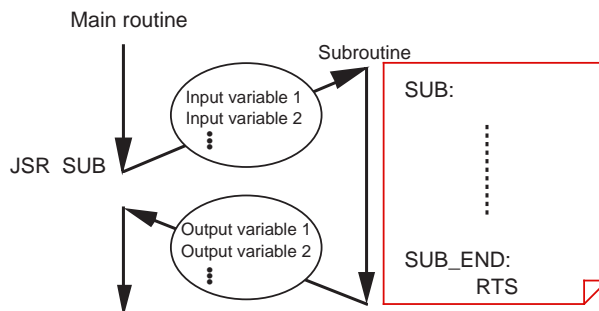 Main routine
Subroutine
Input variable 1
Input variable 2
SUB:
JSR SUB
Output variable 1
Output variable 2
SUB_END:
RTS